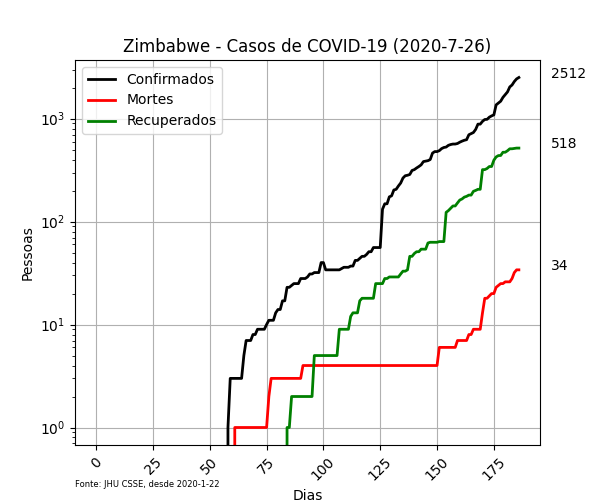 Zimbabwe - Casos de COVID-19 (2020-7-26)
Confirmados
Mortes
Recuperados
2512
518
34
Pessoas
10³
10²
10¹
10⁰
0
25
50
75
100
125
150
175
Fonte: JHU CSSE, desde 2020-1-22
Dias